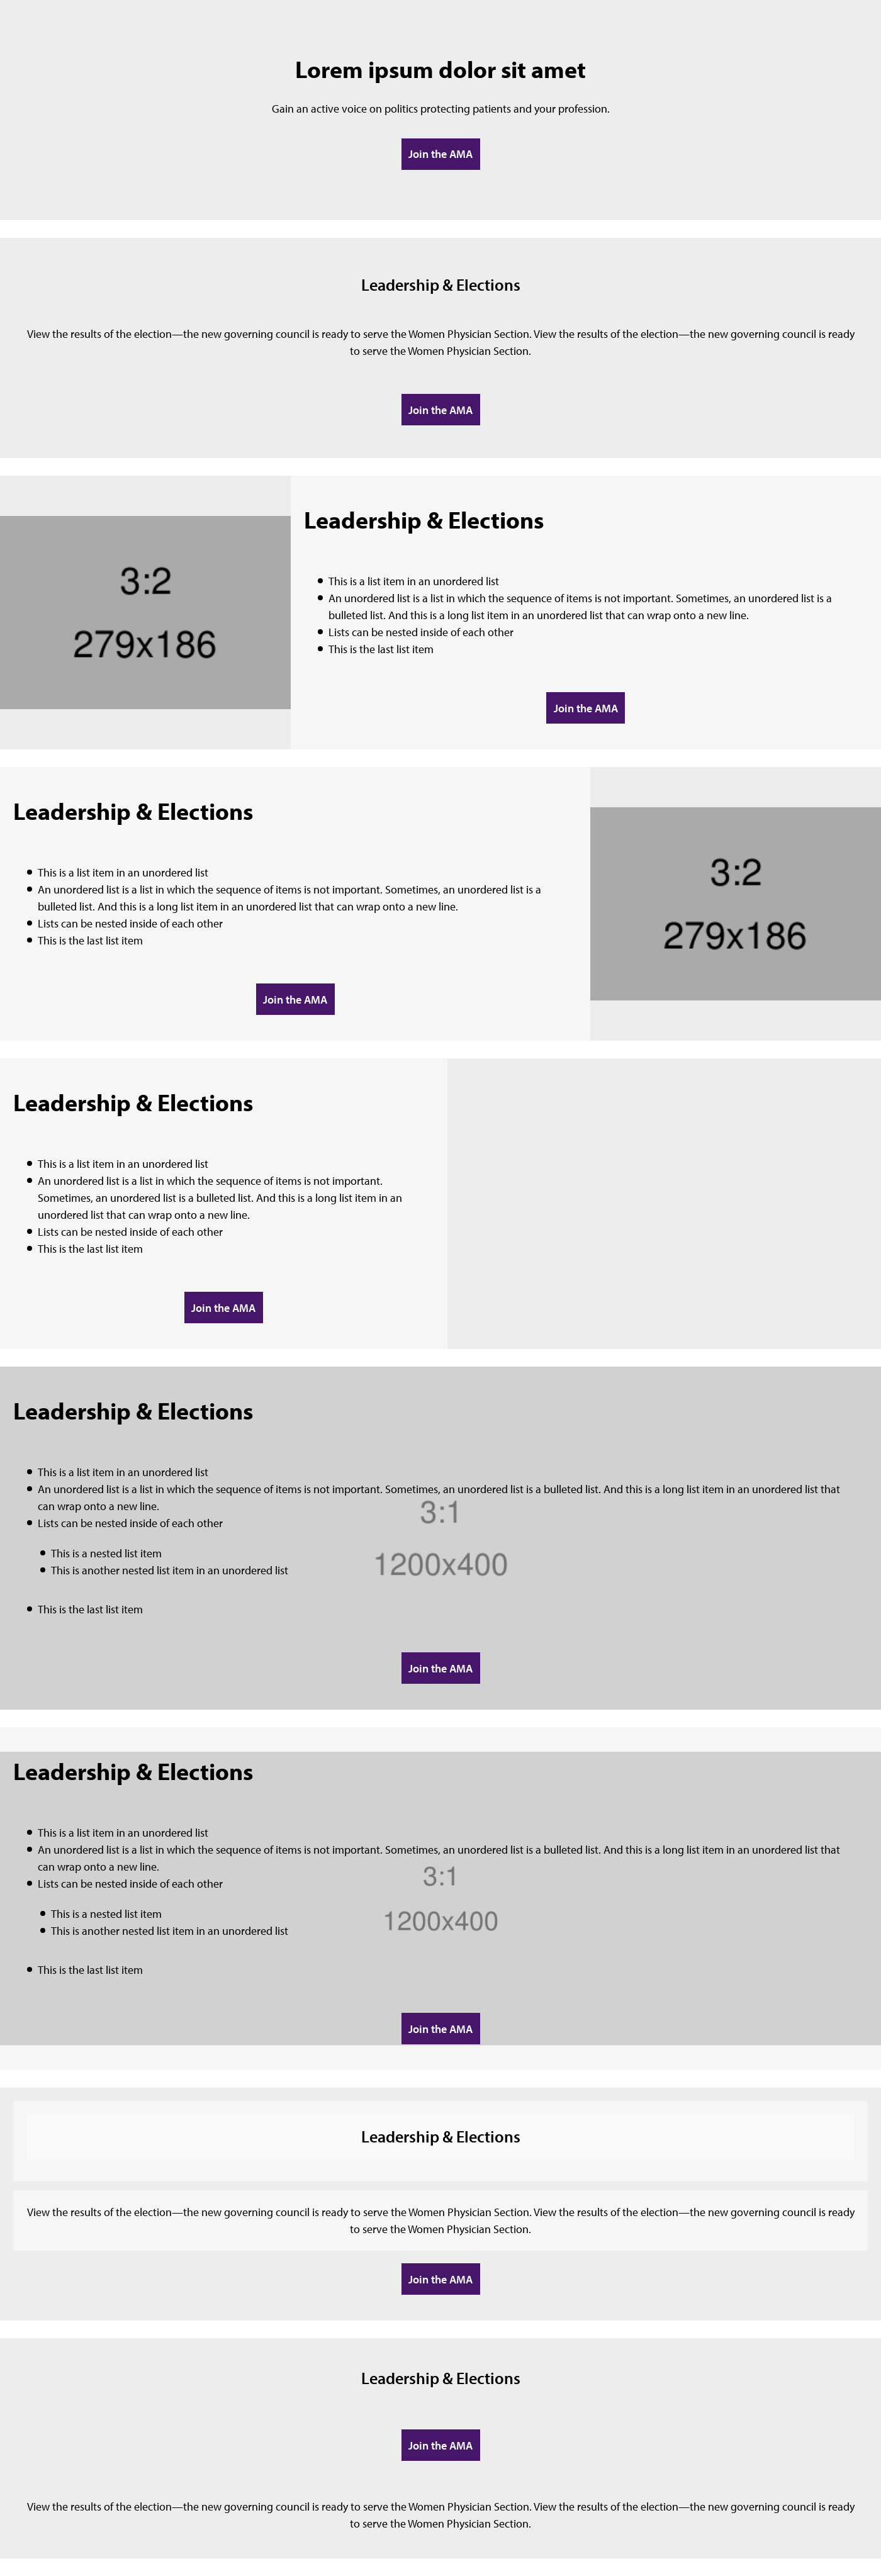 Lorem ipsum dolor sit amet
Gain an active voice on politics protecting patients and your profession.
Join the AMA
Leadership & Elections
View the results of the election—the new governing council is ready to serve the Women Physician Section. View the results of the election—the new governing council is ready
to serve the Women Physician Section.
Join the AMA
3:2
279x186
Leadership & Elections
This is a list item in an unordered list
An unordered list is a list in which the sequence of items is not important. Sometimes, an unordered list is a
bulleted list. And this is a long list item in an unordered list that can wrap onto a new line.
Lists can be nested inside of each other
This is the last list item
Join the AMA
Leadership & Elections
This is a list item in an unordered list
An unordered list is a list in which the sequence of items is not important. Sometimes, an unordered list is a
bulleted list. And this is a long list item in an unordered list that can wrap onto a new line.
Lists can be nested inside of each other
This is the last list item
Join the AMA
3:2
279x186
Leadership & Elections
This is a list item in an unordered list
An unordered list is a list in which the sequence of items is not important.
Sometimes, an unordered list is a bulleted list. And this is a long list item in an
unordered list that can wrap onto a new line.
Lists can be nested inside of each other
This is the last list item
Join the AMA
Leadership & Elections
This is a list item in an unordered list
An unordered list is a list in which the sequence of items is not important. Sometimes, an unordered list is a bulleted list. And this is a long list item in an unordered list that
can wrap onto a new line.
Lists can be nested inside of each other
3:1
This is a nested list item
This is another nested list item in an unordered list
1200x400
This is the last list item
Join the AMA
Leadership & Elections
This is a list item in an unordered list
An unordered list is a list in which the sequence of items is not important. Sometimes, an unordered list is a bulleted list. And this is a long list item in an unordered list that
can wrap onto a new line.
Lists can be nested inside of each other
3:1
This is a nested list item
This is another nested list item in an unordered list
1200x400
This is the last list item
Join the AMA
Leadership & Elections
View the results of the election—the new governing council is ready to serve the Women Physician Section. View the results of the election—the new governing council is ready
to serve the Women Physician Section.
Join the AMA
Leadership & Elections
Join the AMA
View the results of the election—the new governing council is ready to serve the Women Physician Section. View the results of the election—the new governing council is ready
to serve the Women Physician Section.